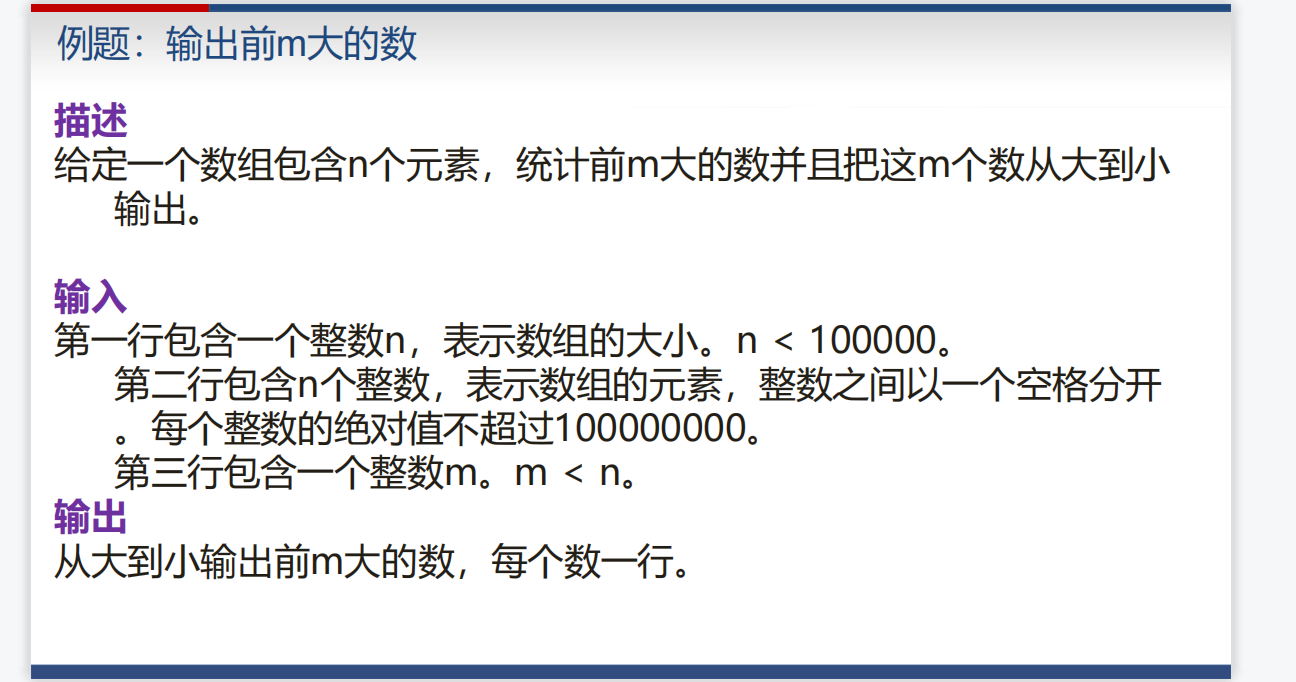 例题：输出前m大的数
描述
给定一个数组包含n个元素，统计前m大的数并且把这m个数从大到小
输出。
输入
第一行包含一个整数n，表示数组的大小。n < 100000。
第二行包含n个整数，表示数组的元素，整数之间以一个空格分开
。每个整数的绝对值不超过100000000。
第三行包含一个整数m。m < n。
输出
从大到小输出前m大的数，每个数一行。